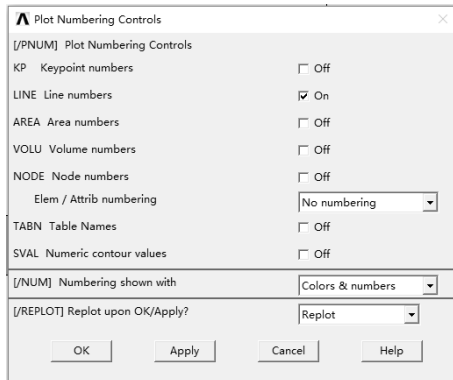 Plot Numbering Controls
[/PNUM] Plot Numbering Controls
KP Keypoint numbers Off
LINE Line numbers On
AREA Area numbers Off
VOLU Volume numbers Off
NODE Node numbers Off
Elem / Attrib numbering No numbering
TABN Table Names Off
SVAL Numeric contour values Off
[/NUM] Numbering shown with Colors & numbers
[/REPLOT] Replot upon OK/Apply? Replot
OK Apply Cancel Help